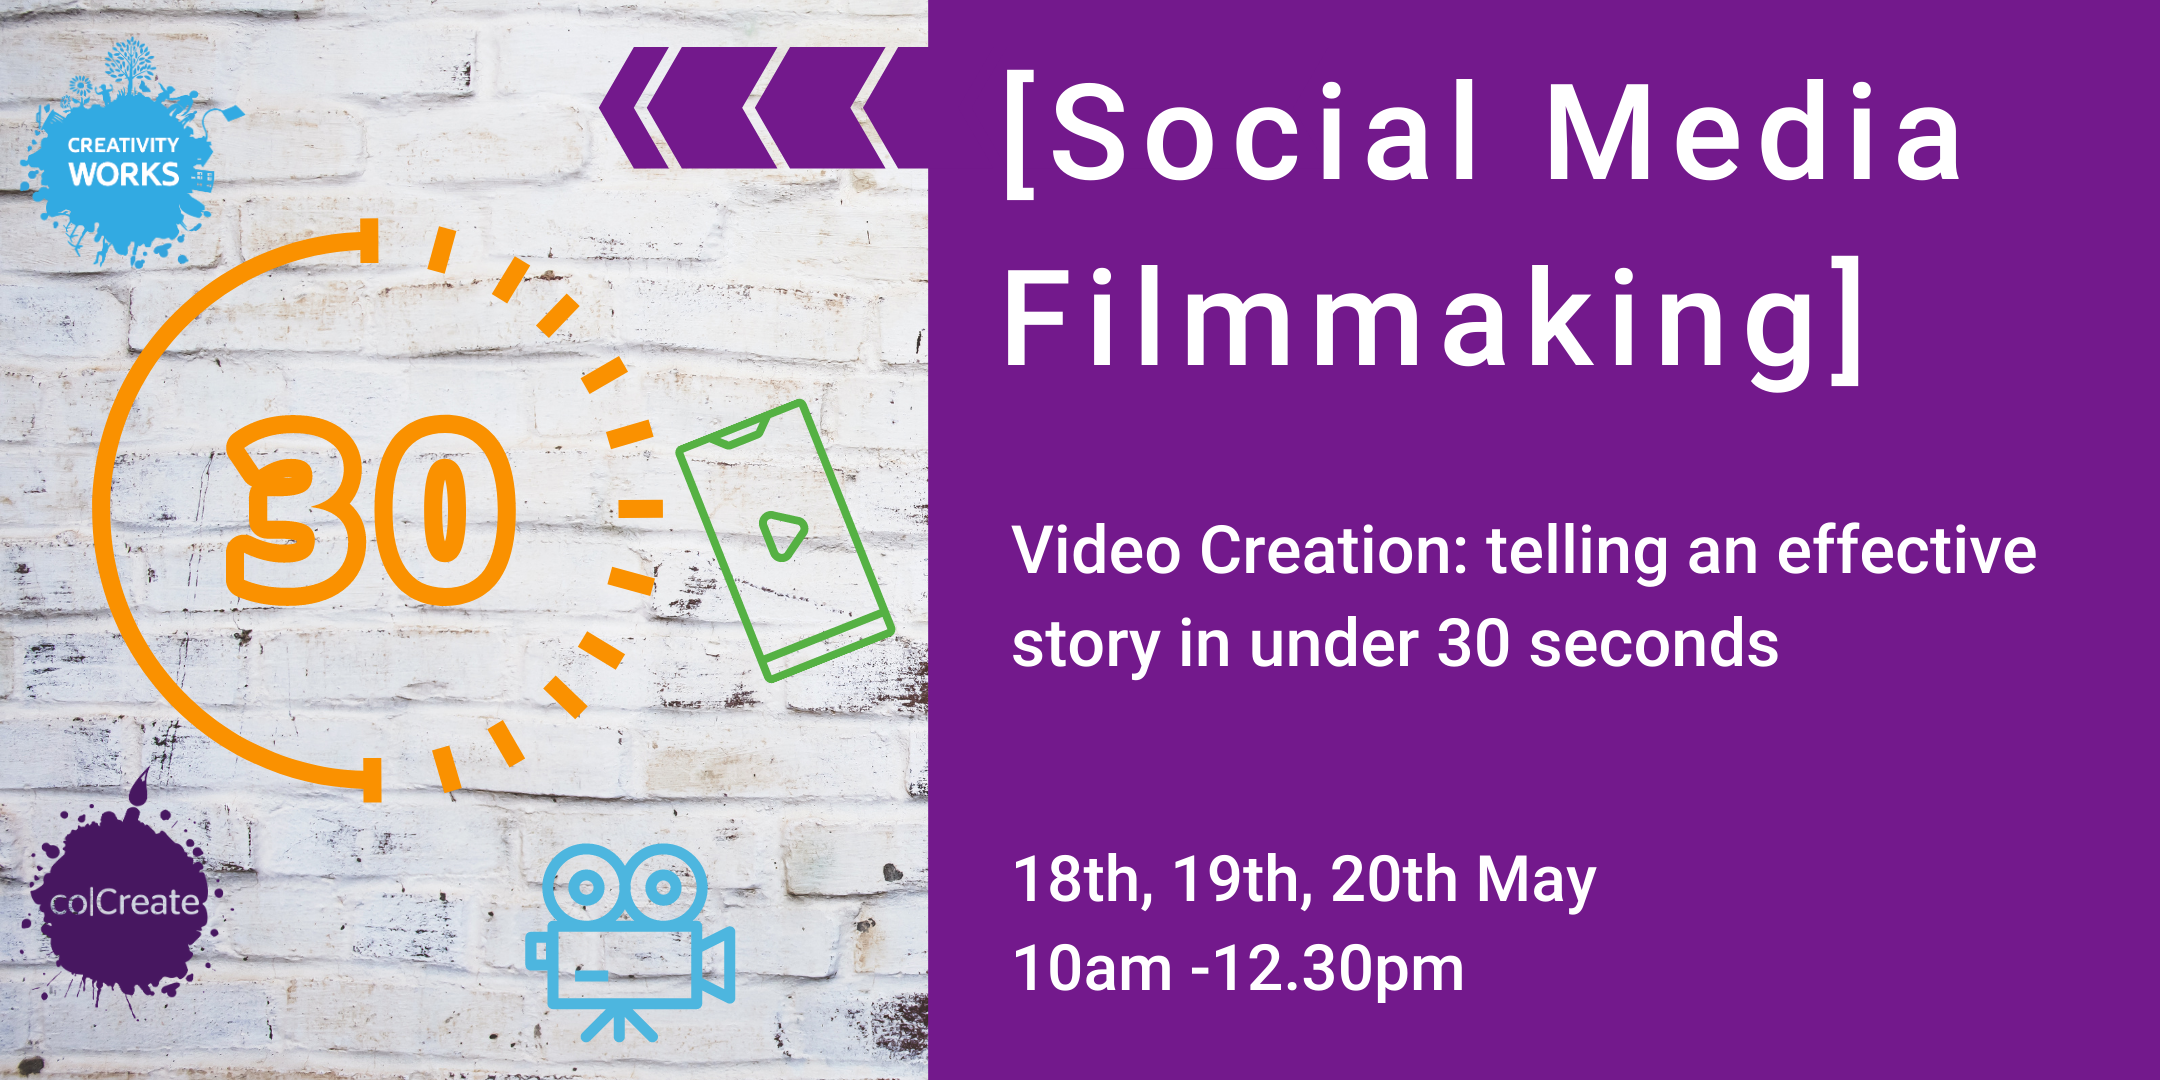 CREATIVITY
WORKS
30
co|Create
[Social Media
Filmmaking]
Video Creation: telling an effective
story in under 30 seconds
18th, 19th, 20th May
10am -12.30pm